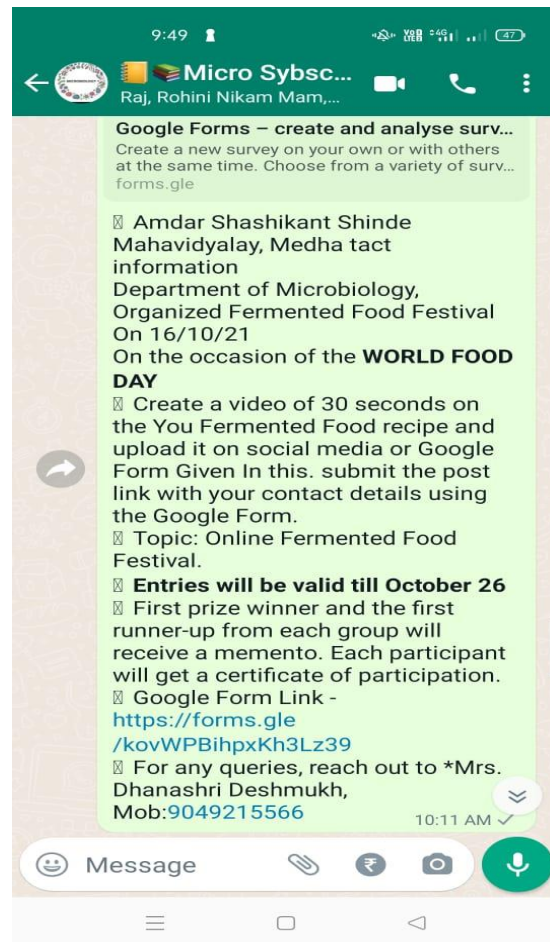 9:49
Vo0 LTE2 4G 47
Micro Sybsc...
Raj, Rohini Nikam Mam,...
Google Forms – create and analyse surv...
Create a new survey on your own or with others
at the same time. Choose from a variety of surv...
forms.gle
Amdar Shashikant Shinde
Mahavidyalay, Medha tact
information
Department of Microbiology,
Organized Fermented Food Festival
On 16/10/21
On the occasion of the WORLD FOOD
DAY
Create a video of 30 seconds on
the You Fermented Food recipe and
upload it on social media or Google
Form Given In this. submit the post
link with your contact details using
the Google Form.
Topic: Online Fermented Food
Festival.
Entries will be valid till October 26
First prize winner and the first
runner-up from each group will
receive a memento. Each participant
will get a certificate of participation.
Google Form Link -
https://forms.gle
/kovWPBihpxKh3Lz39
For any queries, reach out to *Mrs.
Dhanashri Deshmukh,
Mob:9049215566
10:11 AM
Message